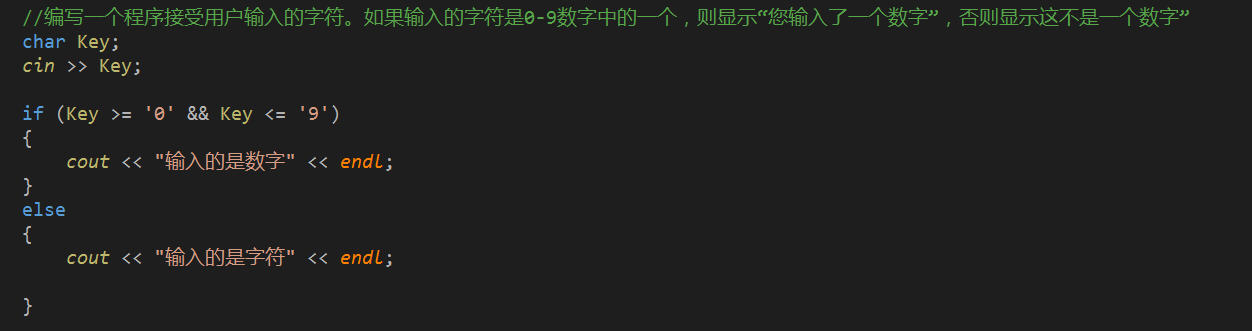 //编写一个程序接受用户输入的字符。如果输入的字符是0-9数字中的一个，则显示“您输入了一个数字”，否则显示这不是一个数字”
char Key;
cin >> Key;
if (Key >= '0' && Key <= '9')
{
cout << "输入的是数字" << endl;
}
else
{
cout << "输入的是字符" << endl;
}